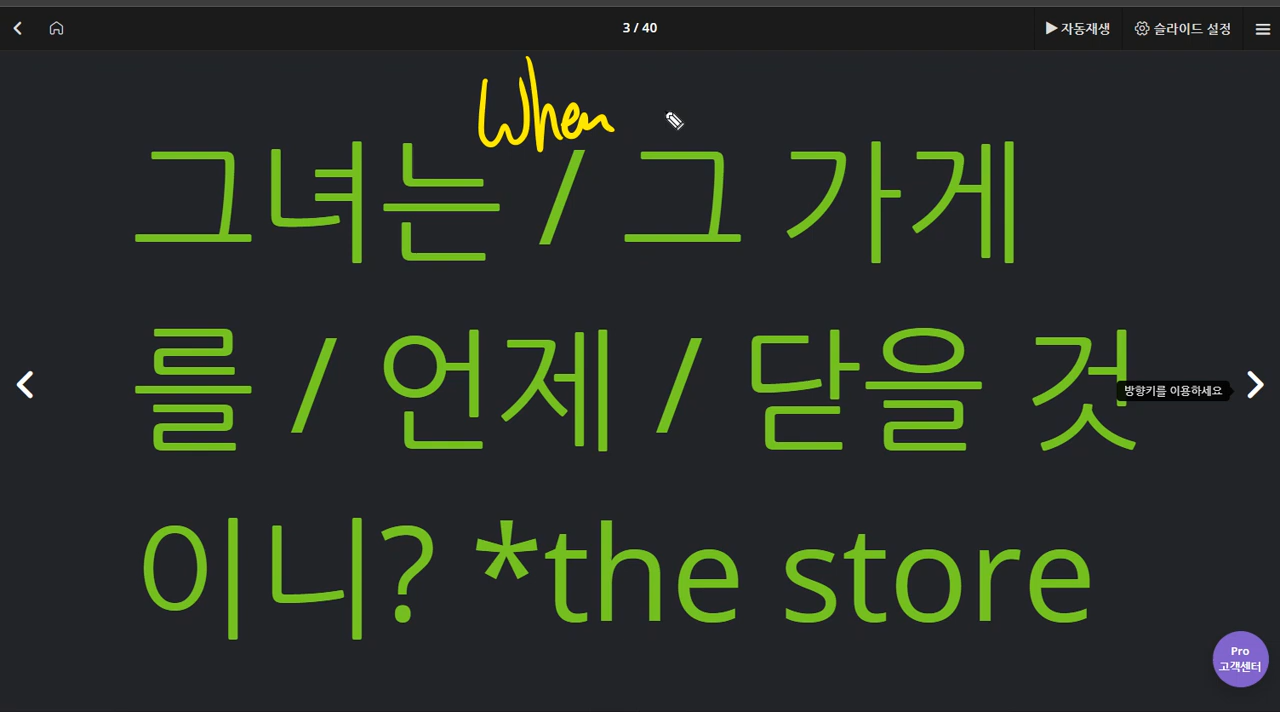 3 / 40
▶ 자동재생
슬라이드 설정
When
그녀는 / 그 가게
를 / 언제 / 닫을 것
방향키를 이용하세요
이니? *the store
Pro
고객센터